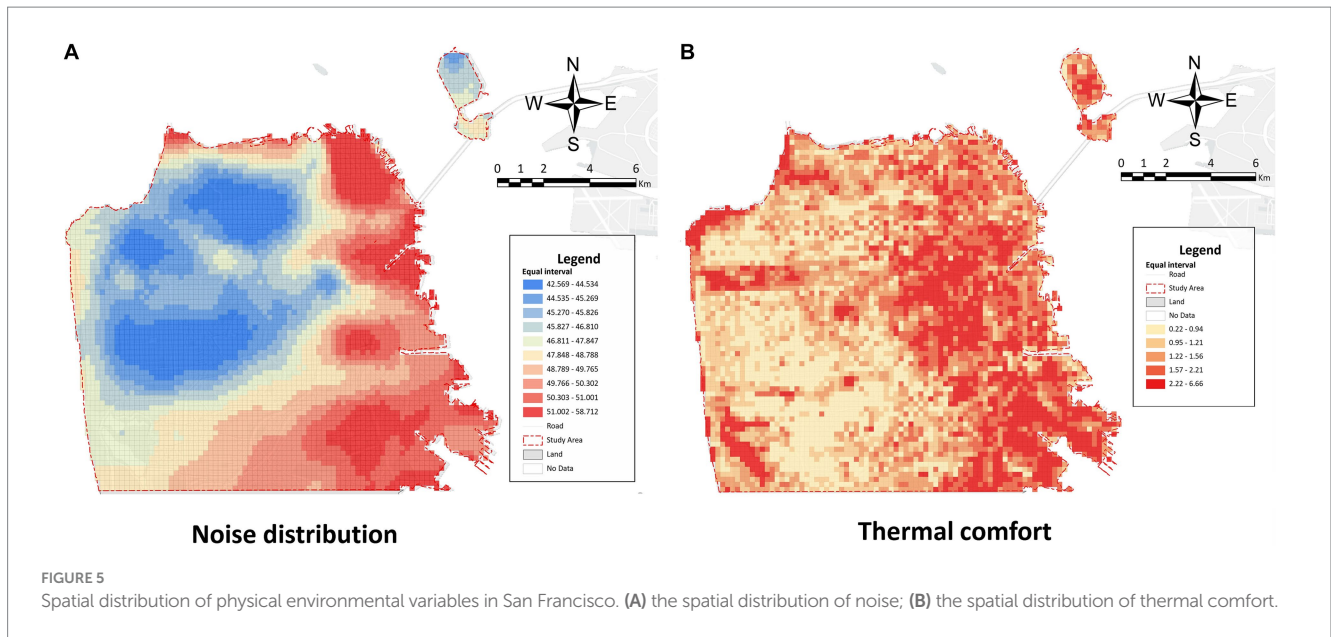 A
N
W E
S
0 1 2 4 6
Km
Legend
Equal interval
42.569 - 44.534
44.535 - 45.269
45.270 - 45.826
45.827 - 46.810
46.811 - 47.847
47.848 - 48.788
48.789 - 49.765
49.766 - 50.302
50.303 - 51.001
51.002 - 58.712
Road
Study Area
Land
No Data
Noise distribution
B
N
W E
S
0 1 2 4 6
Km
Legend
Equal interval
Road
Study Area
Land
No Data
0.22 - 0.94
0.95 - 1.21
1.22 - 1.56
1.57 - 2.21
2.22 - 6.66
Thermal comfort
FIGURE 5
Spatial distribution of physical environmental variables in San Francisco. (A) the spatial distribution of noise; (B) the spatial distribution of thermal comfort.